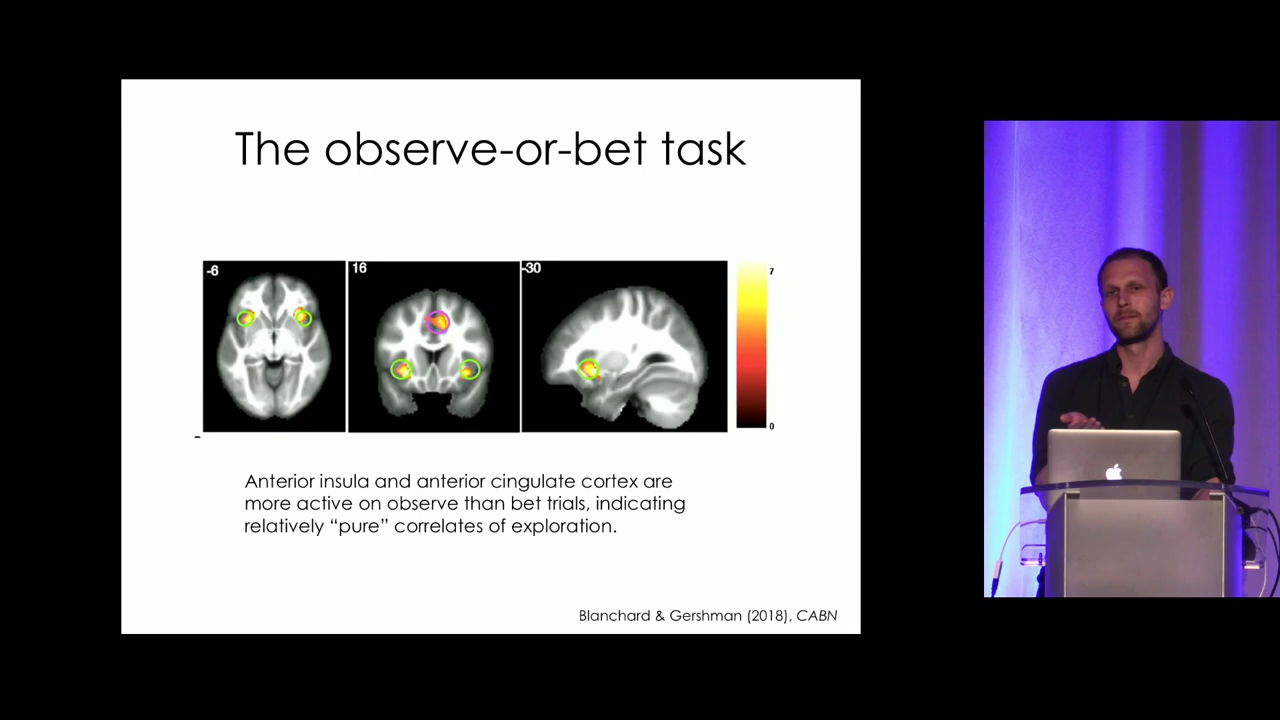 The observe-or-bet task
-6
16
-30
7
0
Anterior insula and anterior cingulate cortex are
more active on observe than bet trials, indicating
relatively “pure” correlates of exploration.
Blanchard & Gershman (2018), CABN